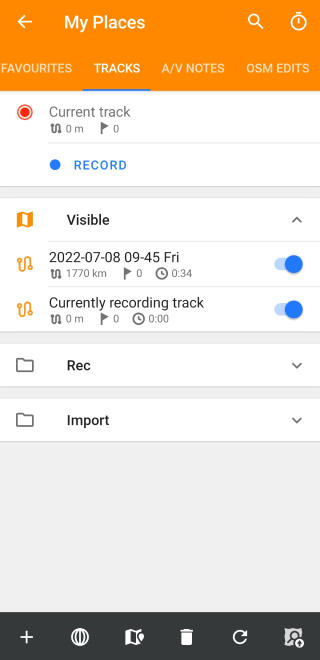 My Places
FAVOURITES TRACKS A/V NOTES OSM EDITS
Current track
0 m 0
RECORD
Visible
2022-07-08 09-45 Fri
1770 km 0 0:34
Currently recording track
0 m 0 0:00
Rec
Import